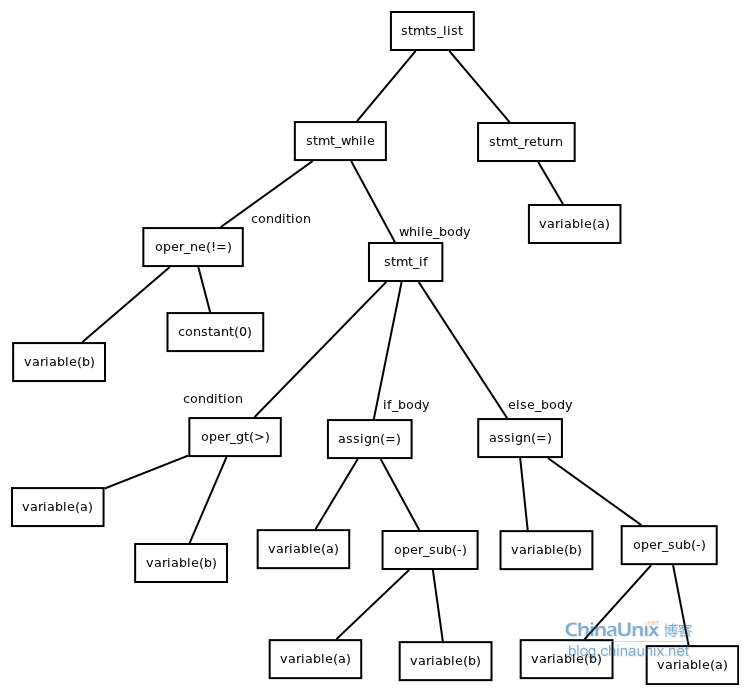 stmts_list
stmt_while
stmt_return
condition
variable(a)
oper_ne(!=)
while_body
stmt_if
constant(0)
variable(b)
condition
if_body
else_body
oper_gt(>)
assign(=)
assign(=)
variable(a)
variable(b)
variable(a)
oper_sub(-)
variable(b)
oper_sub(-)
variable(a)
variable(b)
variable(b)
variable(a)
ChinaUnix.net 博客
blog.chinaunix.net